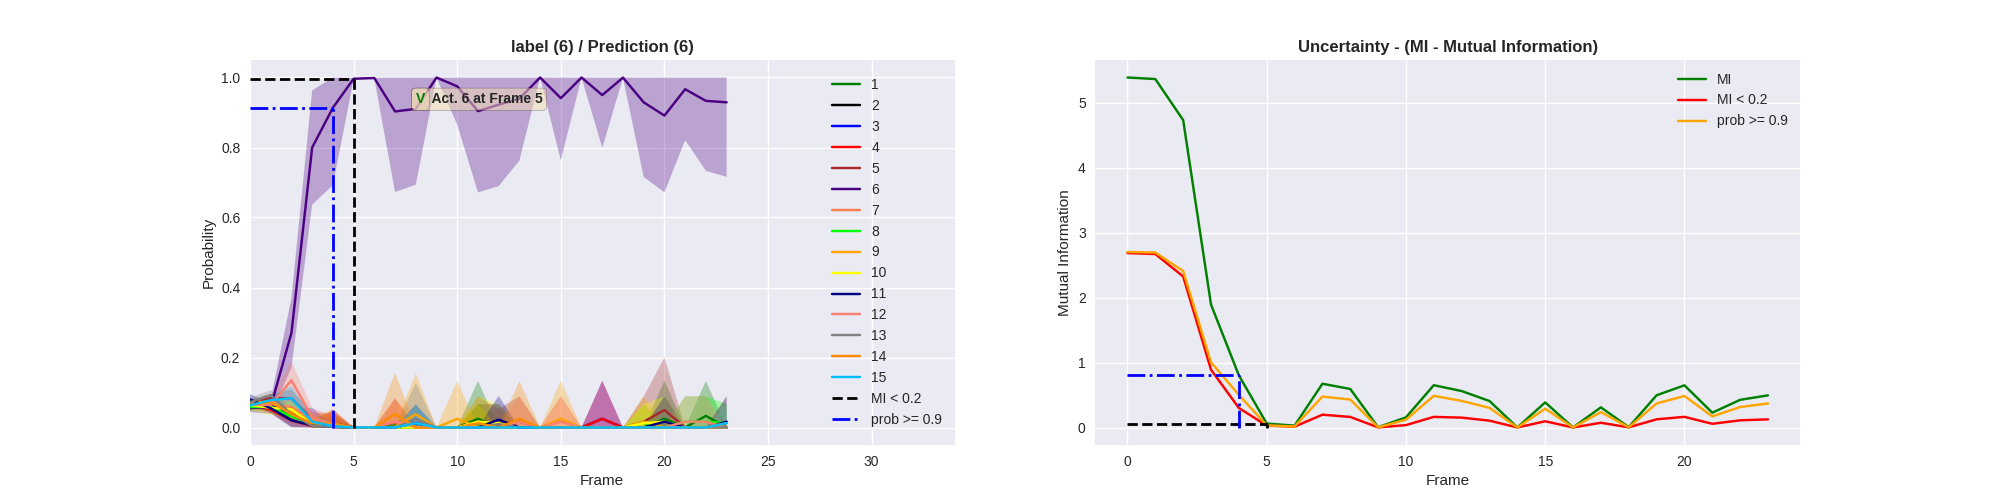 label (6) / Prediction (6)
1.0
0.8
0.6
0.4
0.2
0.0
Probability
V Act. 6 at Frame 5
1
2
3
4
5
6
7
8
9
10
11
12
13
14
15
MI < 0.2
prob >= 0.9
0 5 10 15 20 25 30
Frame
Uncertainty - (MI - Mutual Information)
5
4
3
2
1
0
Mutual Information
MI
MI < 0.2
prob >= 0.9
0 5 10 15 20
Frame